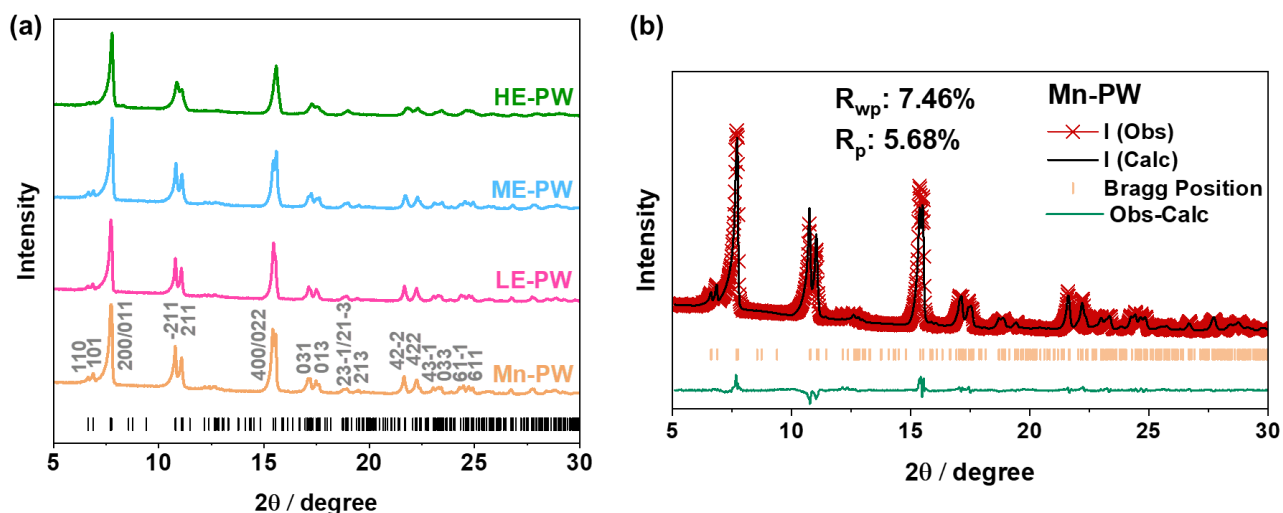 (a)
HE-PW
ME-PW
LE-PW
Mn-PW
110
101
200/011
-211
211
400/022
031
013
23-1/21-3
213
42-2
422
43-1
033
61-1
611
Intensity
5 10 15 20 25 30
2θ / degree
(b)
Rwp: 7.46%
Rp: 5.68%
Mn-PW
I (Obs)
I (Calc)
Bragg Position
Obs-Calc
Intensity
5 10 15 20 25 30
2θ / degree